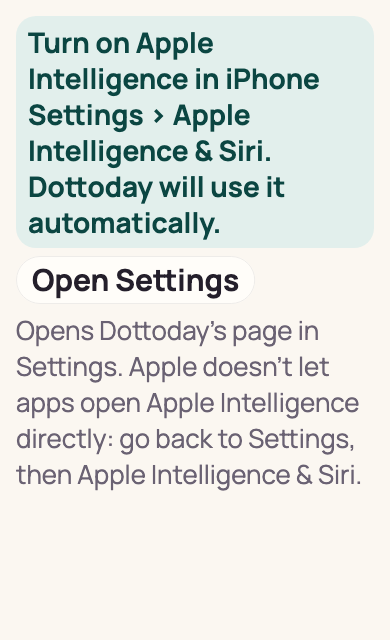 Turn on Apple
Intelligence in iPhone
Settings > Apple
Intelligence & Siri.
Dottoday will use it
automatically.
Open Settings
Opens Dottoday’s page in
Settings. Apple doesn’t let
apps open Apple Intelligence
directly: go back to Settings,
then Apple Intelligence & Siri.